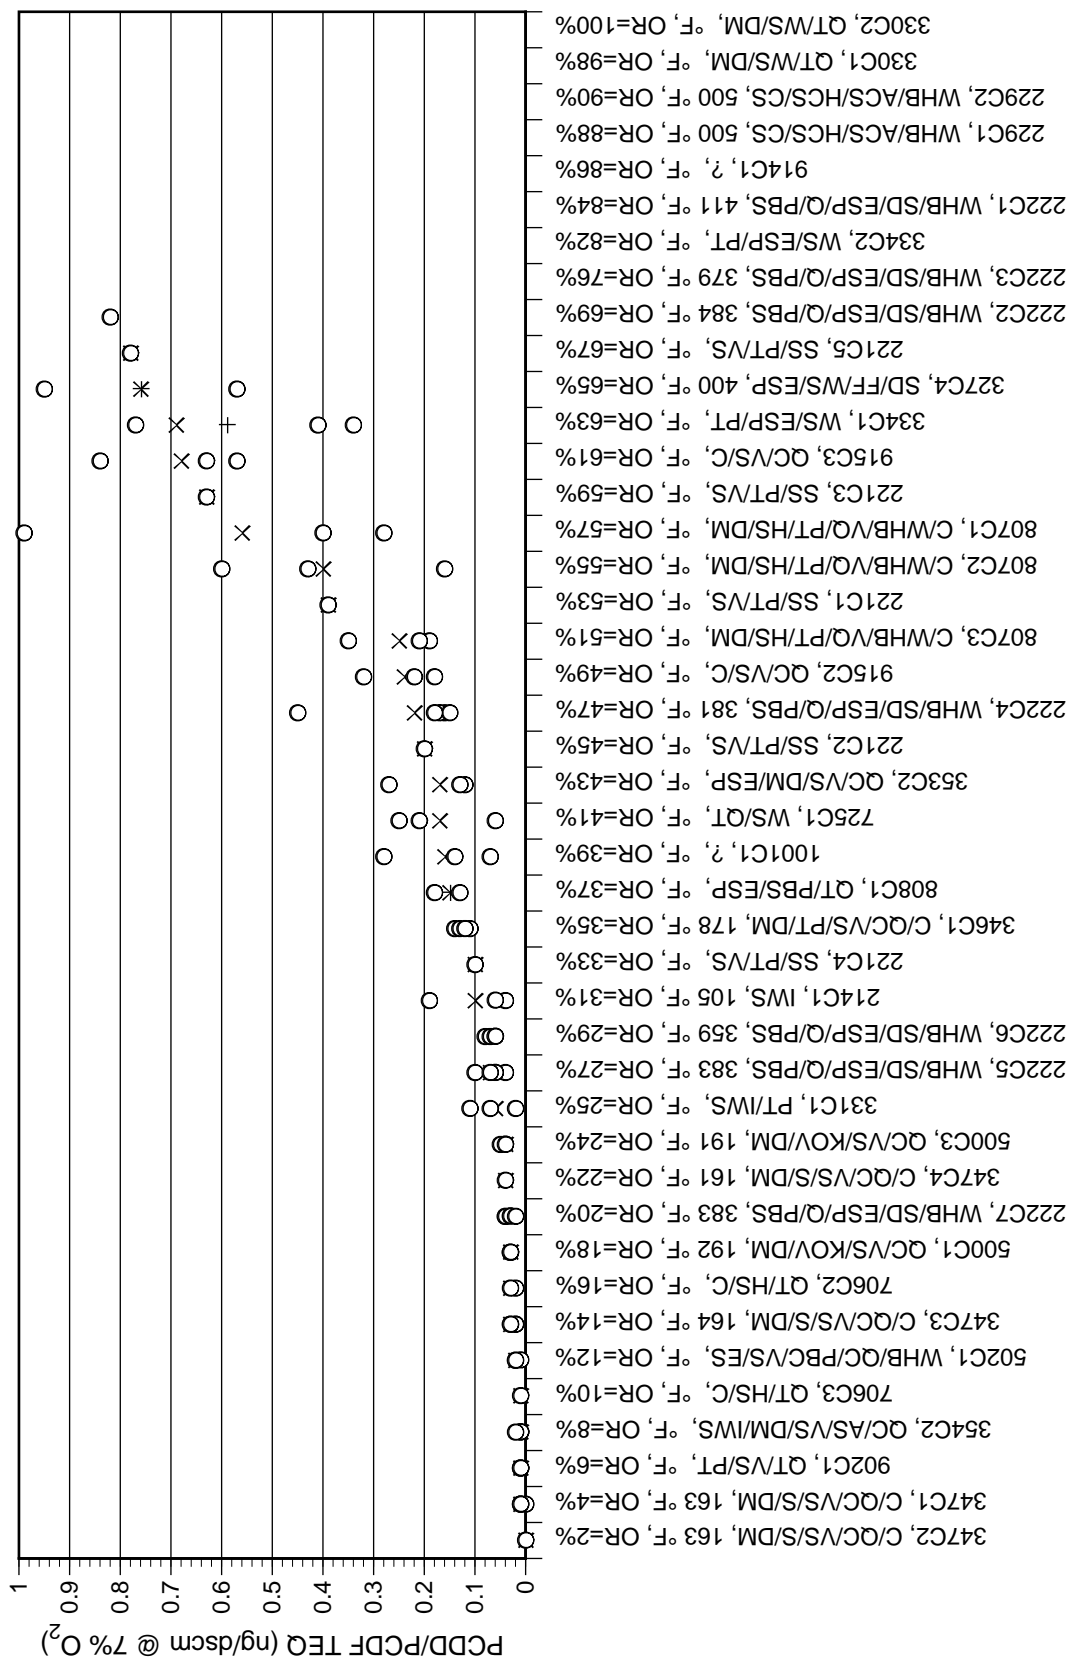 PCDD/PCDF TEQ (ng/dscm @ 7% O2)
1
0.9
0.8
0.7
0.6
0.5
0.4
0.3
0.2
0.1
0
347C2, C/QC/VS/S/DM, 163 °F, OR=2%
347C1, C/QC/VS/S/DM, 163 °F, OR=4%
902C1, QT/VS/PT, °F, OR=6%
354C2, QC/AS/VS/DM/IWS, °F, OR=8%
706C3, QT/HS/C, °F, OR=10%
502C1, WHB/QC/PBC/VS/ES, °F, OR=12%
347C3, C/QC/VS/S/DM, 164 °F, OR=14%
706C2, QT/HS/C, °F, OR=16%
500C1, QC/VS/KOV/DM, 192 °F, OR=18%
222C7, WHB/SD/ESP/Q/PBS, 383 °F, OR=20%
347C4, C/QC/VS/S/DM, 161 °F, OR=22%
500C3, QC/VS/KOV/DM, 191 °F, OR=24%
331C1, PT/IWS, °F, OR=25%
222C5, WHB/SD/ESP/Q/PBS, 383 °F, OR=27%
222C6, WHB/SD/ESP/Q/PBS, 359 °F, OR=29%
214C1, IWS, 105 °F, OR=31%
221C4, SS/PT/VS, °F, OR=33%
346C1, C/QC/VS/PT/DM, 178 °F, OR=35%
808C1, QT/PBS/ESP, °F, OR=37%
1001C1, ?, °F, OR=39%
725C1, WS/QT, °F, OR=41%
353C2, QC/VS/DM/ESP, °F, OR=43%
221C2, SS/PT/VS, °F, OR=45%
222C4, WHB/SD/ESP/Q/PBS, 381 °F, OR=47%
915C2, QC/VS/C, °F, OR=49%
807C3, C/WHB/VQ/PT/HS/DM, °F, OR=51%
221C1, SS/PT/VS, °F, OR=53%
807C2, C/WHB/VQ/PT/HS/DM, °F, OR=55%
807C1, C/WHB/VQ/PT/HS/DM, °F, OR=57%
221C3, SS/PT/VS, °F, OR=59%
915C3, QC/VS/C, °F, OR=61%
334C1, WS/ESP/PT, °F, OR=63%
327C4, SD/FF/WS/ESP, 400 °F, OR=65%
221C5, SS/PT/VS, °F, OR=67%
222C2, WHB/SD/ESP/Q/PBS, 384 °F, OR=69%
222C3, WHB/SD/ESP/Q/PBS, 379 °F, OR=76%
334C2, WS/ESP/PT, °F, OR=82%
222C1, WHB/SD/ESP/Q/PBS, 411 °F, OR=84%
914C1, ?, °F, OR=86%
229C1, WHB/ACS/HCS/CS, 500 °F, OR=88%
229C2, WHB/ACS/HCS/CS, 500 °F, OR=90%
330C1, QT/WS/DM, °F, OR=98%
330C2, QT/WS/DM, °F, OR=100%